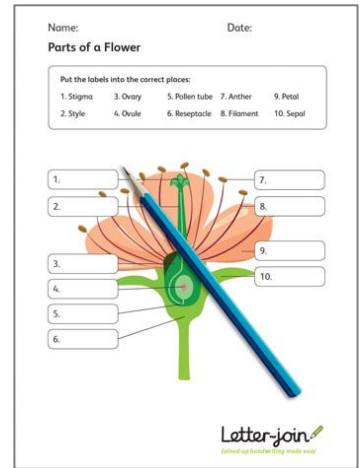 Name: Date:
Parts of a Flower
Put the labels into the correct places:
1. Stigma 3. Ovary 5. Pollen tube 7. Anther 9. Petal
2. Style 4. Ovule 6. Reseptacle 8. Filament 10. Sepal
1. 7.
2. 8.
9.
3. 10.
4.
5.
6.
Letter-join
Joined-up handwriting made easy